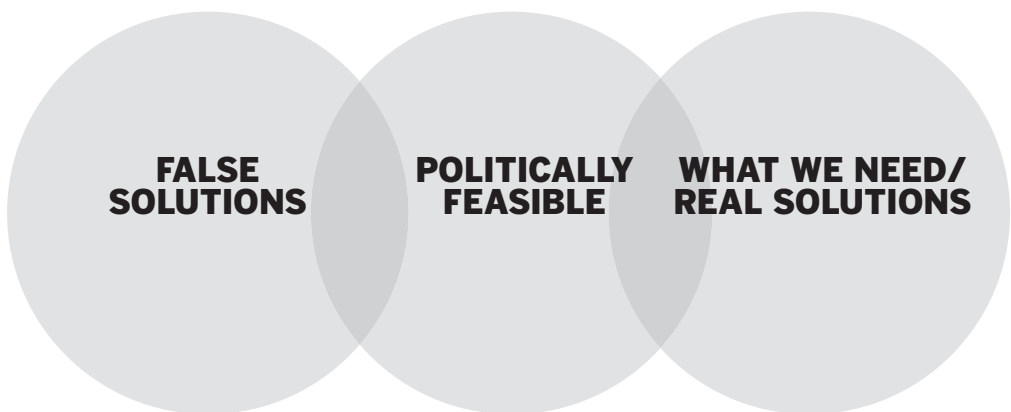 FALSE
SOLUTIONS
POLITICALLY
FEASIBLE
WHAT WE NEED/
REAL SOLUTIONS